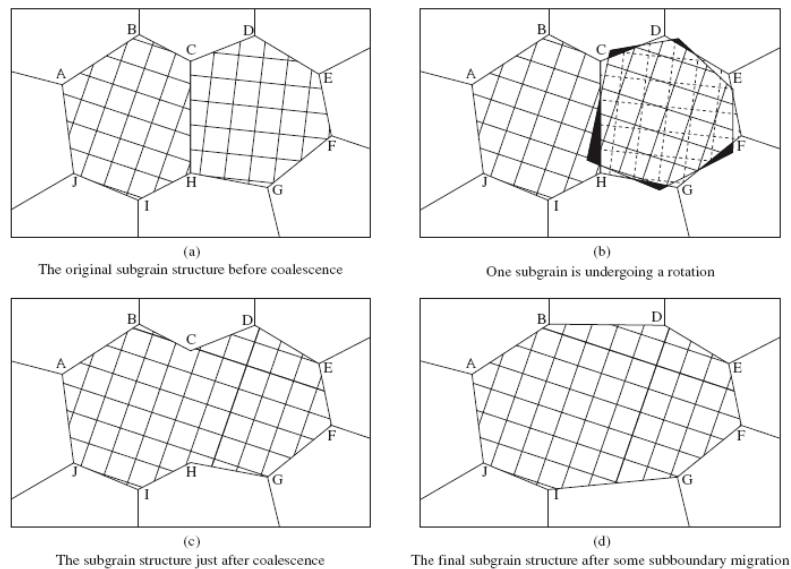 B
C
D
A
E
F
J
H
G
I
(a)
The original subgrain structure before coalescence
B
C
D
A
E
F
J
H
G
I
(b)
One subgrain is undergoing a rotation
B
C
D
A
E
F
J
H
G
I
(c)
The subgrain structure just after coalescence
B
D
A
E
F
J
G
I
(d)
The final subgrain structure after some subboundary migration